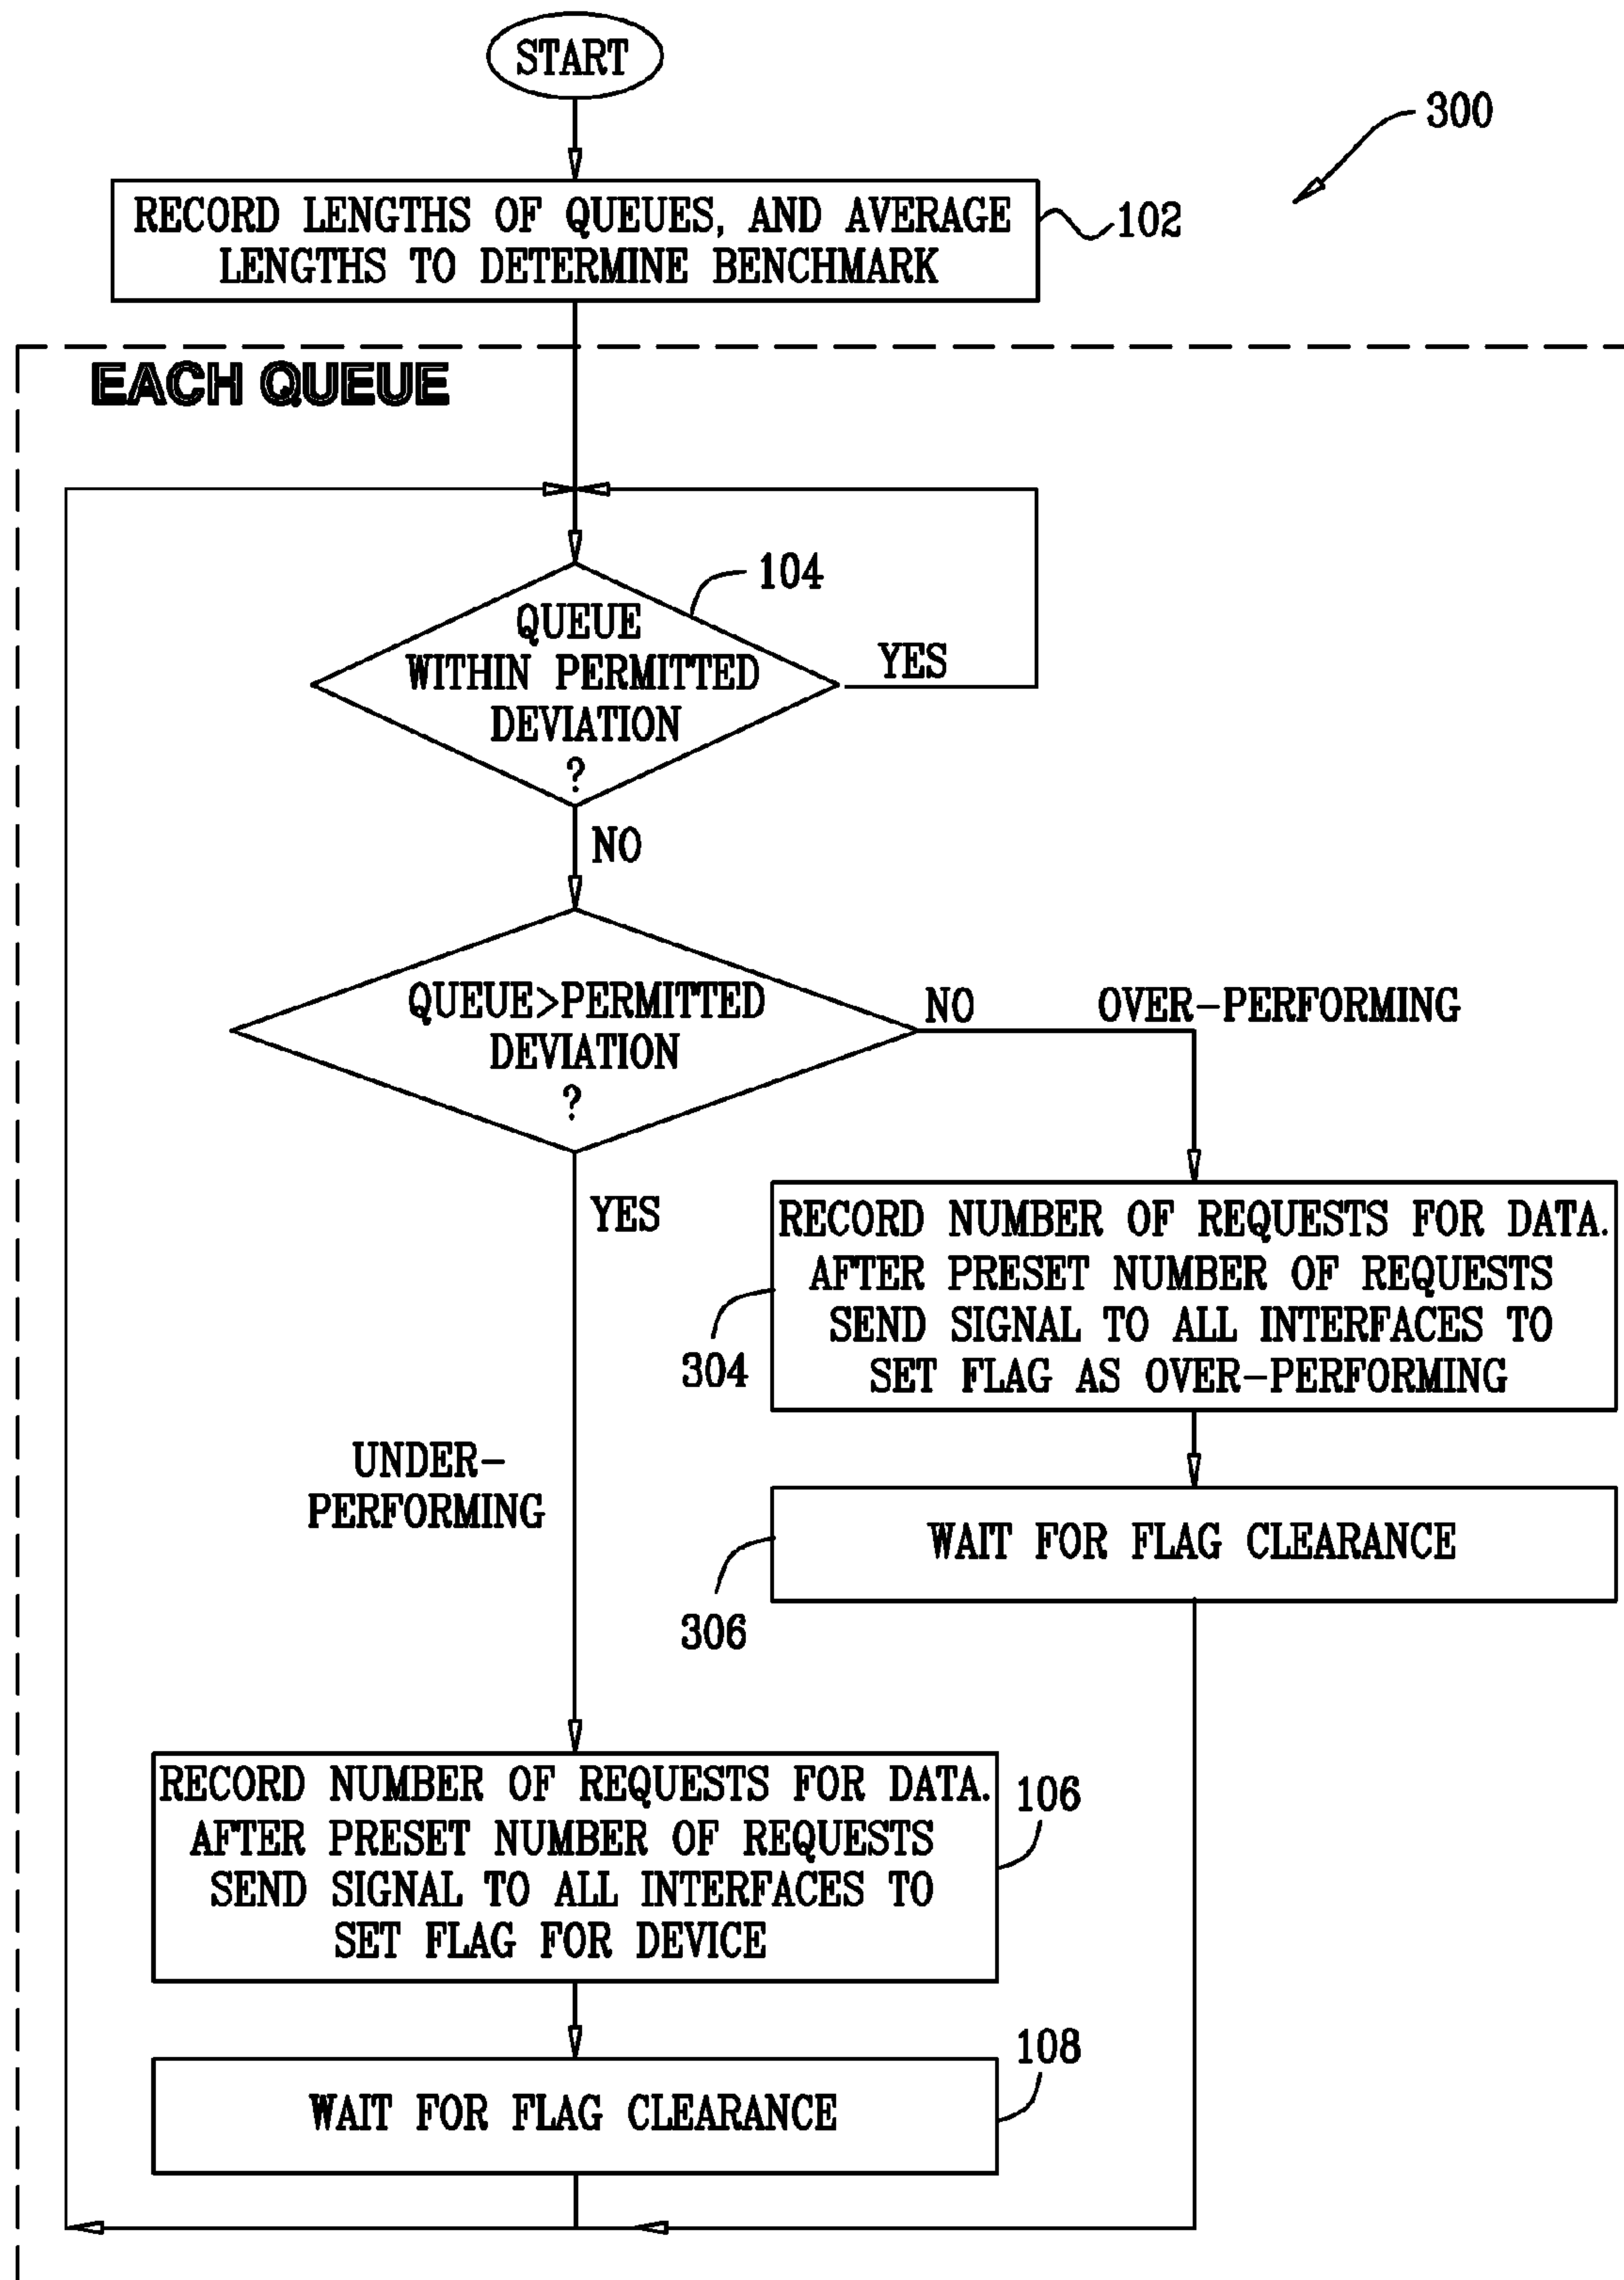 START
300
RECORD LENGTHS OF QUEUES, AND AVERAGE
LENGTHS TO DETERMINE BENCHMARK
102
EACH QUEUE
104
QUEUE
WITHIN PERMITTED
DEVIATION
?
YES
NO
QUEUE>PERMITTED
DEVIATION
?
NO
OVER-PERFORMING
YES
RECORD NUMBER OF REQUESTS FOR DATA.
AFTER PRESET NUMBER OF REQUESTS
SEND SIGNAL TO ALL INTERFACES TO
SET FLAG AS OVER-PERFORMING
304
UNDER-
PERFORMING
WAIT FOR FLAG CLEARANCE
306
RECORD NUMBER OF REQUESTS FOR DATA.
AFTER PRESET NUMBER OF REQUESTS
SEND SIGNAL TO ALL INTERFACES TO
SET FLAG FOR DEVICE
106
WAIT FOR FLAG CLEARANCE
108